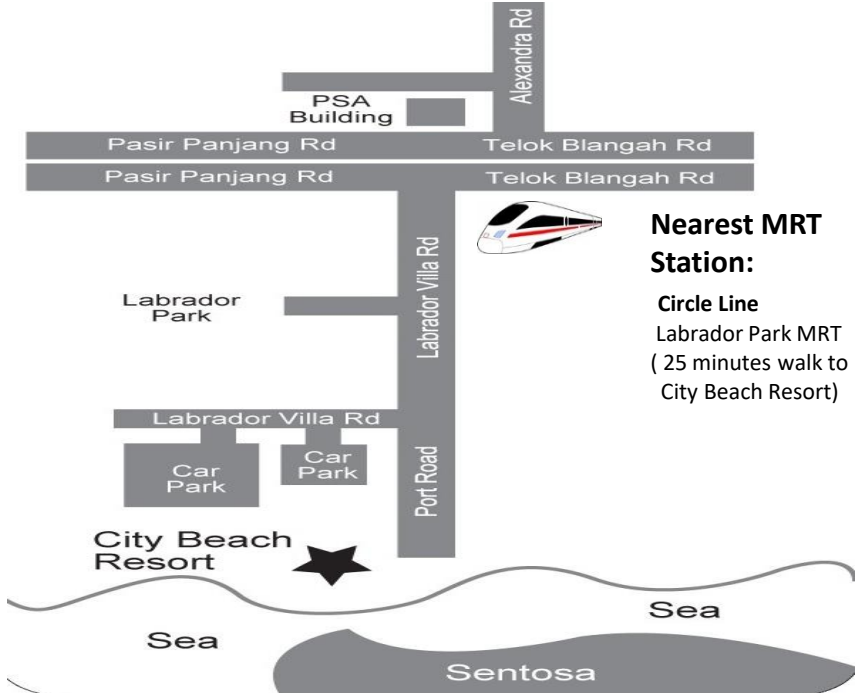 Alexandra Rd
PSA
Building
Pasir Panjang Rd
Telok Blangah Rd
Pasir Panjang Rd
Telok Blangah Rd
Labrador Villa Rd
Nearest MRT
Station:
Circle Line
Labrador Park MRT
( 25 minutes walk to
City Beach Resort)
Labrador
Park
Labrador Villa Rd
Car
Park
Car
Park
Port Road
City Beach
Resort
Sea
Sea
Sentosa